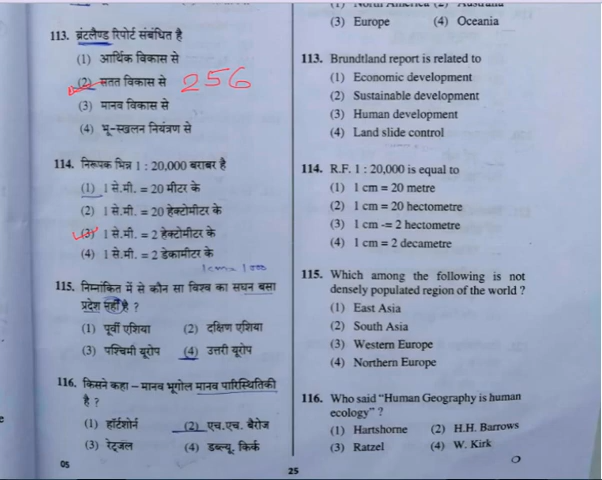 113. ब्रंटलैण्ड रिपोर्ट संबंधित है
(1) आर्थिक विकास से
(2) सतत विकास से 256
(3) मानव विकास से
(4) भू-स्खलन नियंत्रण से
114. निरूपक भिन्न 1 : 20,000 बराबर है
(1) 1 से.मी. = 20 मीटर के
(2) 1 से.मी. = 20 हेक्टोमीटर के
(3) 1 से.मी. = 2 हेक्टोमीटर के
(4) 1 से.मी. = 2 डेकामीटर के
115. निम्नांकित में से कौन सा विश्व का सघन बसा
प्रदेश नहीं है ?
(1) पूर्वी एशिया (2) दक्षिण एशिया
(3) पश्चिमी यूरोप (4) उत्तरी यूरोप
116. किसने कहा – मानव भूगोल मानव पारिस्थितिकी
है ?
(1) हॉर्टशोर्न (2) एच.एच. बैरोज
(3) रेट्जल (4) डब्ल्यू. किर्क
05
(1) North America (2) Australia
(3) Europe (4) Oceania
113. Brundtland report is related to
(1) Economic development
(2) Sustainable development
(3) Human development
(4) Land slide control
114. R.F. 1 : 20,000 is equal to
(1) 1 cm = 20 metre
(2) 1 cm = 20 hectometre
(3) 1 cm -= 2 hectometre
(4) 1 cm = 2 decametre
115. Which among the following is not
densely populated region of the world ?
(1) East Asia
(2) South Asia
(3) Western Europe
(4) Northern Europe
116. Who said “Human Geography is human
ecology” ?
(1) Hartshorne (2) H.H. Barrows
(3) Ratzel (4) W. Kirk
25
O